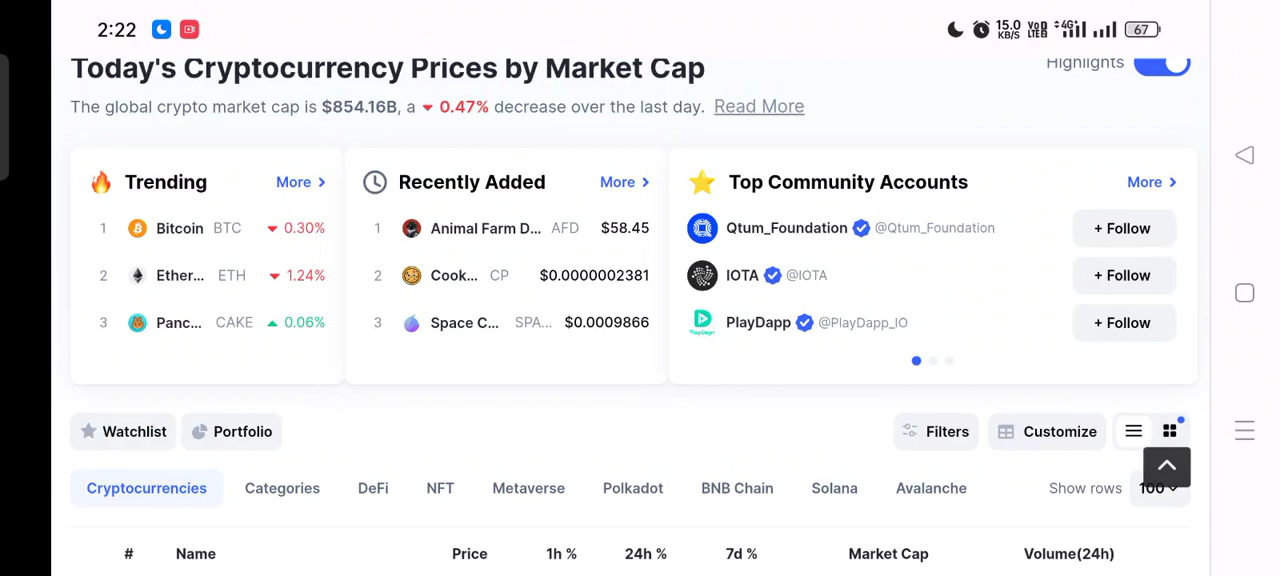 2:22 15.0 KB/S VoD LTE 4G+ 67
Today's Cryptocurrency Prices by Market Cap
Highlights
The global crypto market cap is $854.16B, a 0.47% decrease over the last day. Read More
Trending More
1 Bitcoin BTC 0.30%
2 Ether... ETH 1.24%
3 Panc... CAKE 0.06%
Recently Added More
1 Animal Farm D... AFD $58.45
2 Cook... CP $0.0000002381
3 Space C... SPA... $0.0009866
Top Community Accounts More
Qtum_Foundation @Qtum_Foundation + Follow
IOTA @IOTA + Follow
PlayDapp @PlayDapp_IO + Follow
Watchlist Portfolio Filters Customize
Cryptocurrencies Categories DeFi NFT Metaverse Polkadot BNB Chain Solana Avalanche Show rows 100
# Name Price 1h % 24h % 7d % Market Cap Volume(24h)